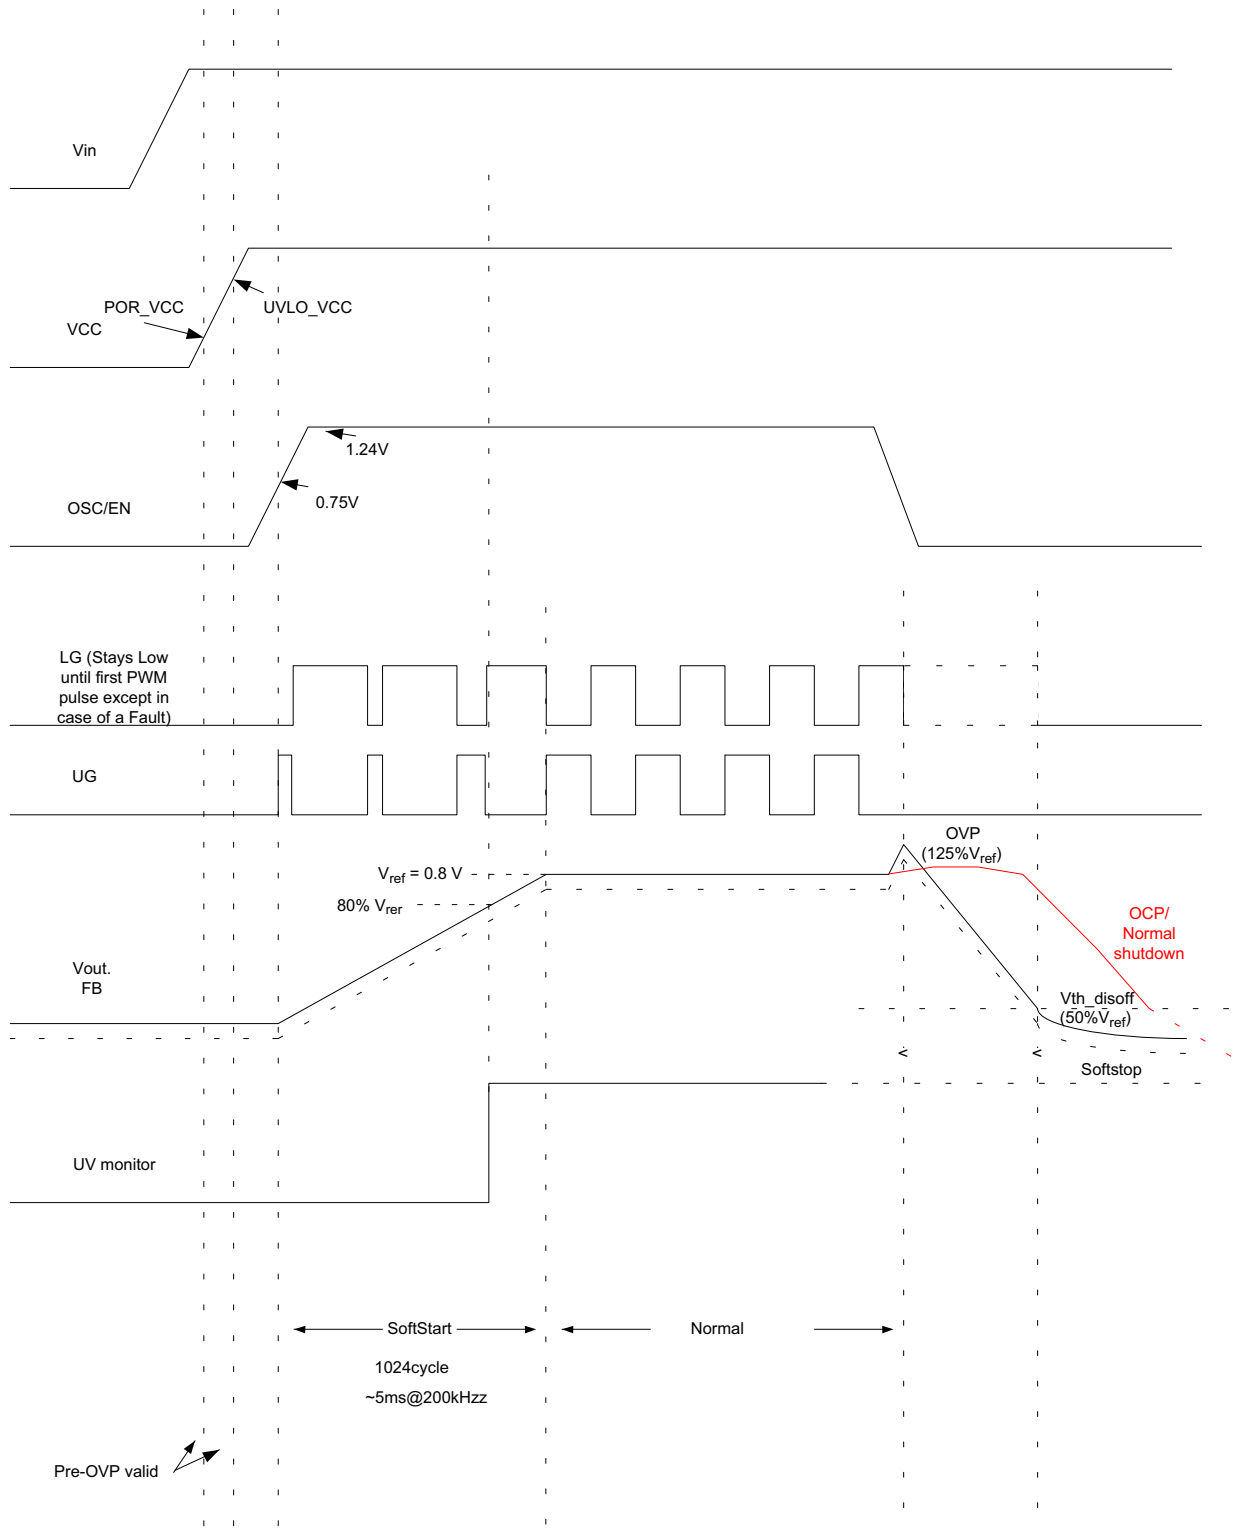 Vin
POR_VCC
UVLO_VCC
VCC
1.24V
0.75V
OSC/EN
LG (Stays Low
until first PWM
pulse except in
case of a Fault)
UG
OVP
(125%Vref)
Vref = 0.8 V
80% Vrer
OCP/
Normal
shutdown
Vout.
FB
Vth_disoff
(50%Vref)
<
<
Softstop
UV monitor
SoftStart
Normal
1024cycle
~5ms@200kHzz
Pre-OVP valid